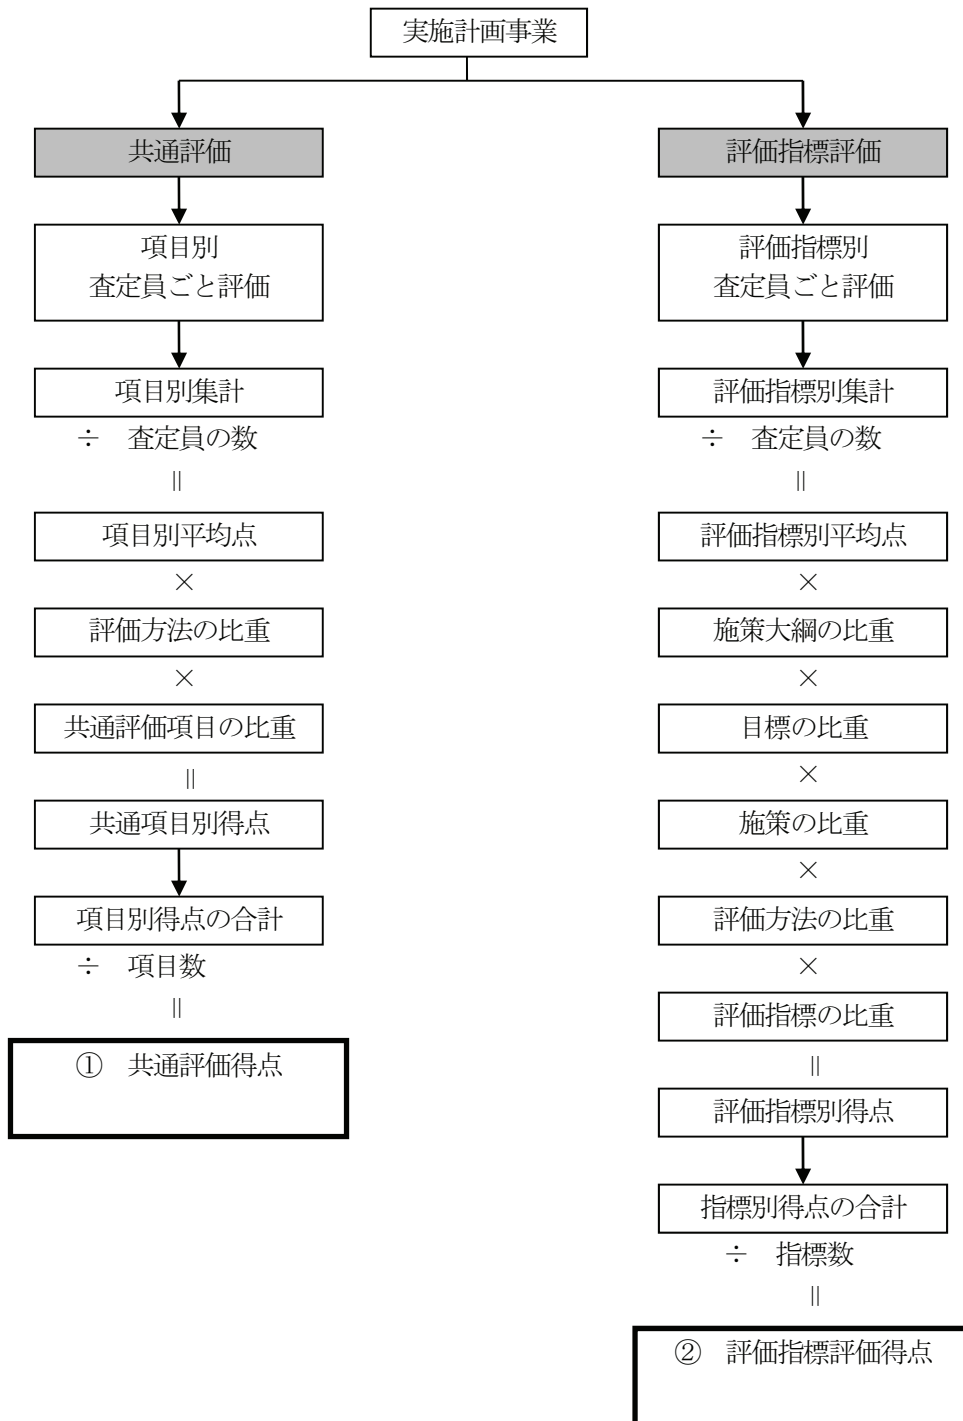 実施計画事業
共通評価
項目別
査定員ごと評価
項目別集計
÷　査定員の数
＝
項目別平均点
×
評価方法の比重
×
共通評価項目の比重
＝
共通項目別得点
項目別得点の合計
÷　項目数
＝
①　共通評価得点
評価指標評価
評価指標別
査定員ごと評価
評価指標別集計
÷　査定員の数
＝
評価指標別平均点
×
施策大綱の比重
×
目標の比重
×
施策の比重
×
評価方法の比重
×
評価指標の比重
＝
評価指標別得点
指標別得点の合計
÷　指標数
＝
②　評価指標評価得点